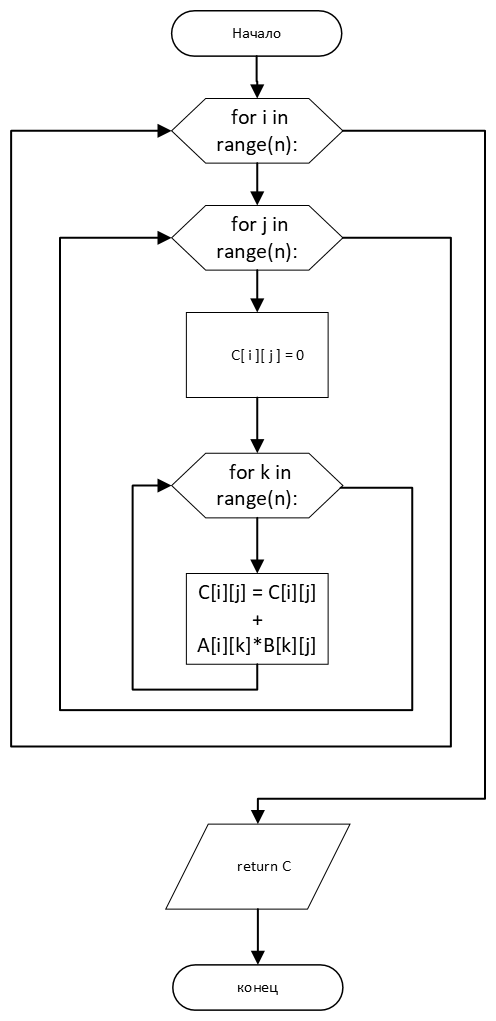 Начало
for i in
range(n):
for j in
range(n):
C[ i ][ j ] = 0
for k in
range(n):
C[i][j] = C[i][j]
+
A[i][k]*B[k][j]
return C
конец